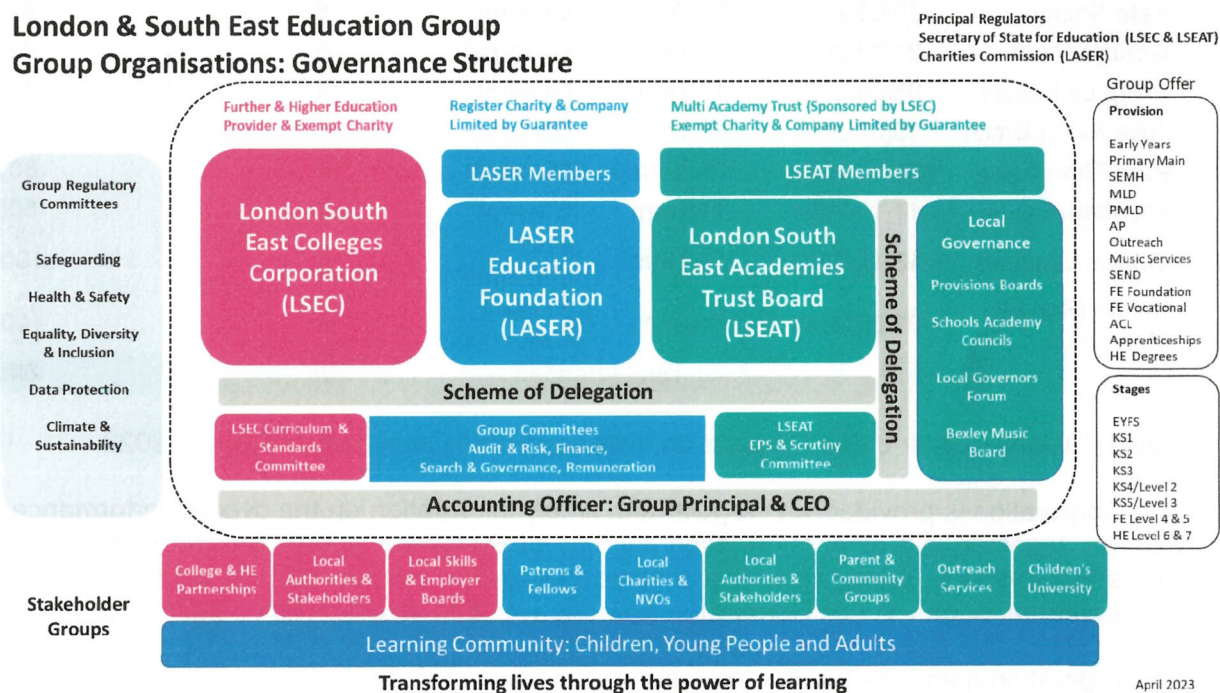 London & South East Education Group
Group Organisations: Governance Structure
Principal Regulators
Secretary of State for Education (LSEC & LSEAT)
Charities Commission (LASER)
Further & Higher Education
Provider & Exempt Charity
Register Charity & Company
Limited by Guarantee
Multi Academy Trust (Sponsored by LSEC)
Exempt Charity & Company Limited by Guarantee
Group Regulatory
Committees
Safeguarding
Health & Safety
Equality, Diversity
& Inclusion
Data Protection
Climate &
Sustainability
London South
East Colleges
Corporation
(LSEC)
LASER Members
LASER
Education
Foundation
(LASER)
LSEAT Members
London South
East Academies
Trust Board
(LSEAT)
Scheme of Delegation
Local
Governance
Provisions Boards
Schools Academy
Councils
Local Governors
Forum
Bexley Music
Board
Scheme of Delegation
LSEC Curriculum &
Standards
Committee
Group Committees
Audit & Risk, Finance,
Search & Governance, Remuneration
LSEAT
EPS & Scrutiny
Committee
Accounting Officer: Group Principal & CEO
Group Offer
Provision
Early Years
Primary Main
SEMH
MLD
PMLD
AP
Outreach
Music Services
SEND
FE Foundation
FE Vocational
ACL
Apprenticeships
HE Degrees
Stages
EYFS
KS1
KS2
KS3
KS4/Level 2
KS5/Level 3
FE Level 4 & 5
HE Level 6 & 7
Stakeholder
Groups
College & HE
Partnerships
Local
Authorities &
Stakeholders
Local Skills
& Employer
Boards
Patrons &
Fellows
Local
Charities &
NVOs
Local
Authorities &
Stakeholders
Parent &
Community
Groups
Outreach
Services
Children's
University
Learning Community: Children, Young People and Adults
Transforming lives through the power of learning
April 2023